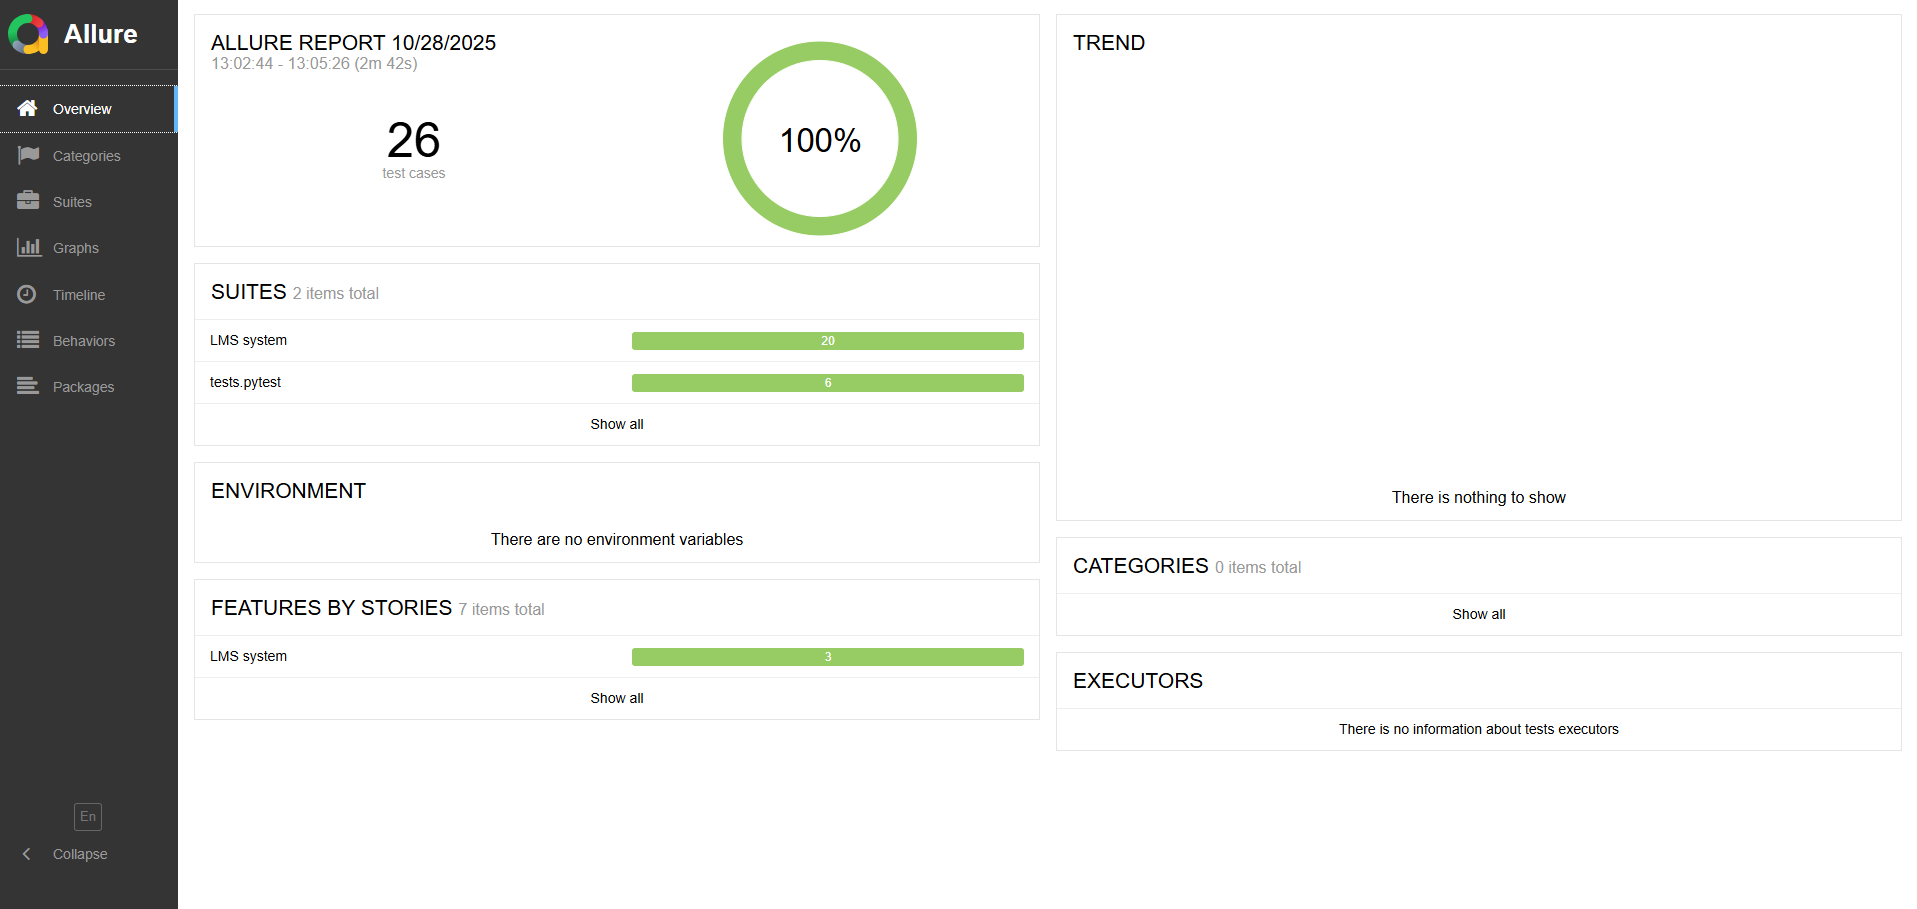 Allure
Overview
Categories
Suites
Graphs
Timeline
Behaviors
Packages
En
Collapse
ALLURE REPORT 10/28/2025
13:02:44 - 13:05:26 (2m 42s)
26
test cases
100%
SUITES 2 items total
LMS system 20
tests.pytest 6
Show all
ENVIRONMENT
There are no environment variables
FEATURES BY STORIES 7 items total
LMS system 3
Show all
TREND
There is nothing to show
CATEGORIES 0 items total
Show all
EXECUTORS
There is no information about tests executors